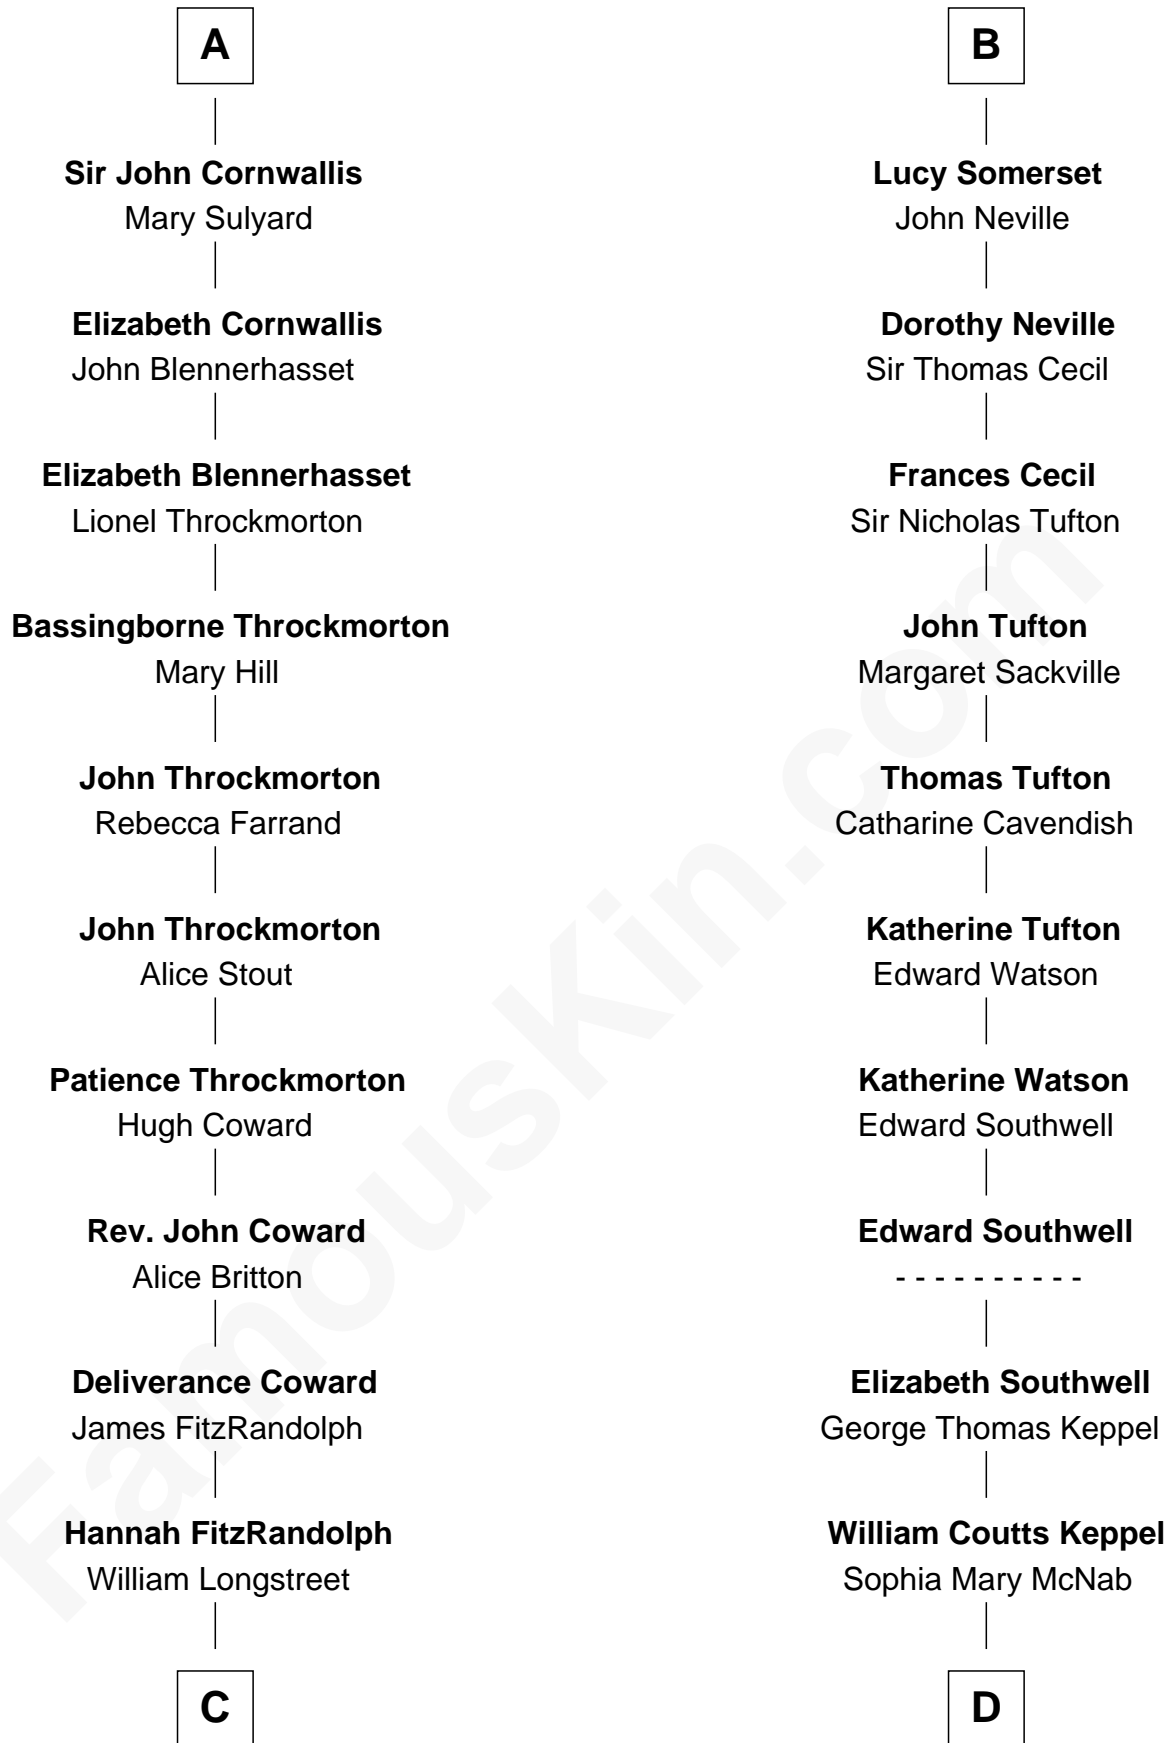 A
Sir John Cornwallis
Mary Sulyard
Elizabeth Cornwallis
John Blennerhasset
Elizabeth Blennerhasset
Lionel Throckmorton
Bassingborne Throckmorton
Mary Hill
John Throckmorton
Rebecca Farrand
John Throckmorton
Alice Stout
Patience Throckmorton
Hugh Coward
Rev. John Coward
Alice Britton
Deliverance Coward
James FitzRandolph
Hannah FitzRandolph
William Longstreet
C
B
Lucy Somerset
John Neville
Dorothy Neville
Sir Thomas Cecil
Frances Cecil
Sir Nicholas Tufton
John Tufton
Margaret Sackville
Thomas Tufton
Catharine Cavendish
Katherine Tufton
Edward Watson
Katherine Watson
Edward Southwell
Edward Southwell
- - - - - - - - - -
Elizabeth Southwell
George Thomas Keppel
William Coutts Keppel
Sophia Mary McNab
D
FamousKin.com